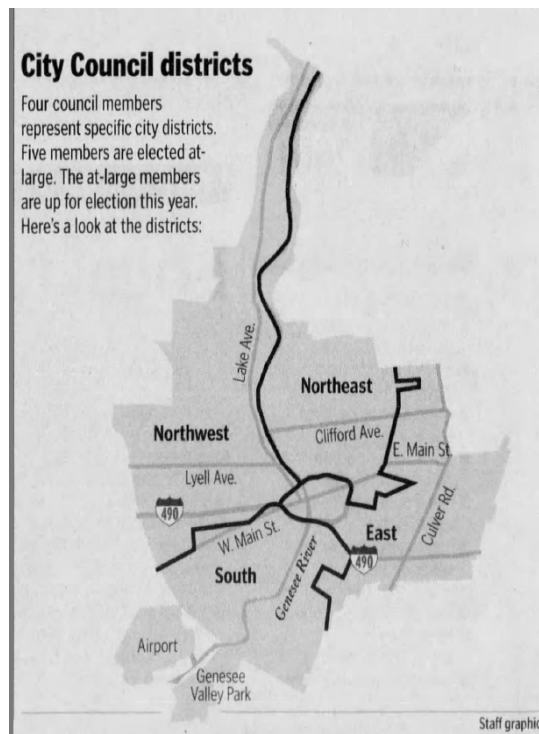 City Council districts
Four council members
represent specific city districts.
Five members are elected at-
large. The at-large members
are up for election this year.
Here's a look at the districts:
Lake Ave.
Northeast
Northwest
Clifford Ave.
E. Main St.
Lyell Ave.
490
Culver Rd.
W. Main St.
East
490
South
Genesee River
Airport
Genesee
Valley Park
Staff graphic